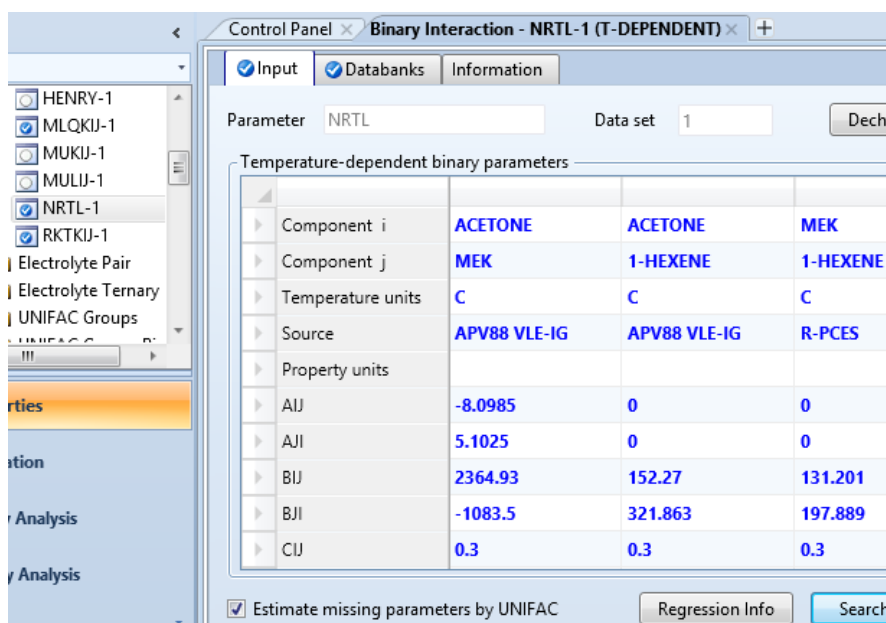 Control Panel
Binary Interaction - NRTL-1 (T-DEPENDENT)
HENRY-1
MLQKIJ-1
MUKIJ-1
MULIJ-1
NRTL-1
RKTKIJ-1
Electrolyte Pair
Electrolyte Ternary
UNIFAC Groups
rties
ation
Analysis
y Analysis
Input Databanks Information
Parameter NRTL Data set 1 Dech
Temperature-dependent binary parameters
Component i ACETONE ACETONE MEK
Component j MEK 1-HEXENE 1-HEXENE
Temperature units C C C
Source APV88 VLE-IG APV88 VLE-IG R-PCES
Property units
AIJ -8.0985 0 0
AJI 5.1025 0 0
BIJ 2364.93 152.27 131.201
BJI -1083.5 321.863 197.889
CIJ 0.3 0.3 0.3
Estimate missing parameters by UNIFAC Regression Info Search